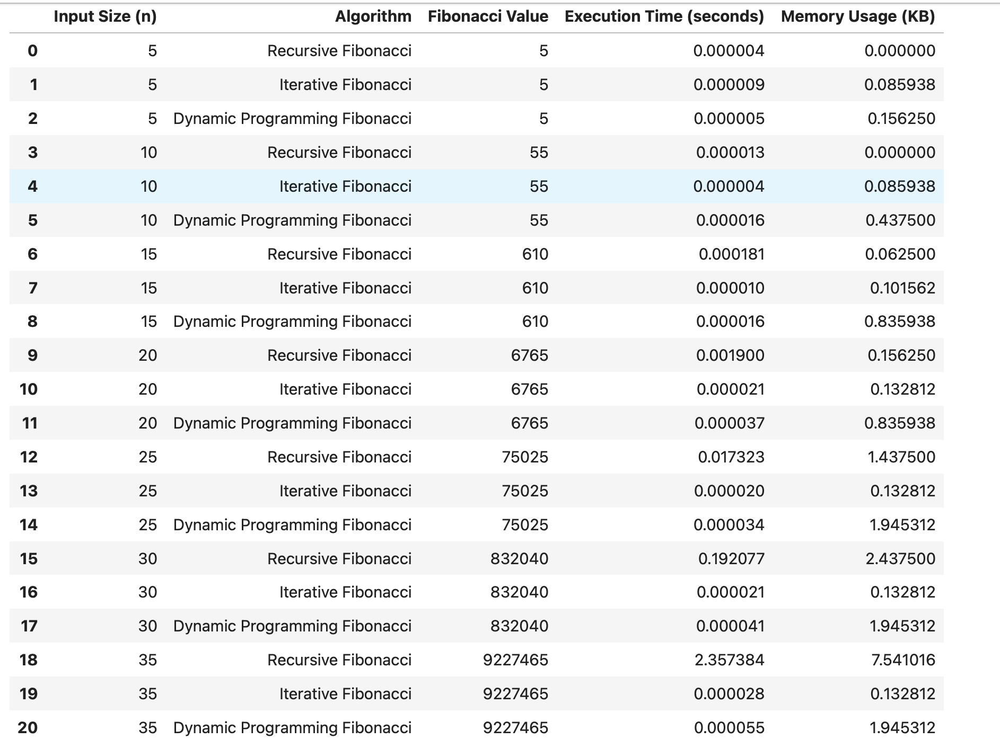 Input Size (n) Algorithm Fibonacci Value Execution Time (seconds) Memory Usage (KB)
0 5 Recursive Fibonacci 5 0.000004 0.000000
1 5 Iterative Fibonacci 5 0.000009 0.085938
2 5 Dynamic Programming Fibonacci 5 0.000005 0.156250
3 10 Recursive Fibonacci 55 0.000013 0.000000
4 10 Iterative Fibonacci 55 0.000004 0.085938
5 10 Dynamic Programming Fibonacci 55 0.000016 0.437500
6 15 Recursive Fibonacci 610 0.000181 0.062500
7 15 Iterative Fibonacci 610 0.000010 0.101562
8 15 Dynamic Programming Fibonacci 610 0.000016 0.835938
9 20 Recursive Fibonacci 6765 0.001900 0.156250
10 20 Iterative Fibonacci 6765 0.000021 0.132812
11 20 Dynamic Programming Fibonacci 6765 0.000037 0.835938
12 25 Recursive Fibonacci 75025 0.017323 1.437500
13 25 Iterative Fibonacci 75025 0.000020 0.132812
14 25 Dynamic Programming Fibonacci 75025 0.000034 1.945312
15 30 Recursive Fibonacci 832040 0.192077 2.437500
16 30 Iterative Fibonacci 832040 0.000021 0.132812
17 30 Dynamic Programming Fibonacci 832040 0.000041 1.945312
18 35 Recursive Fibonacci 9227465 2.357384 7.541016
19 35 Iterative Fibonacci 9227465 0.000028 0.132812
20 35 Dynamic Programming Fibonacci 9227465 0.000055 1.945312